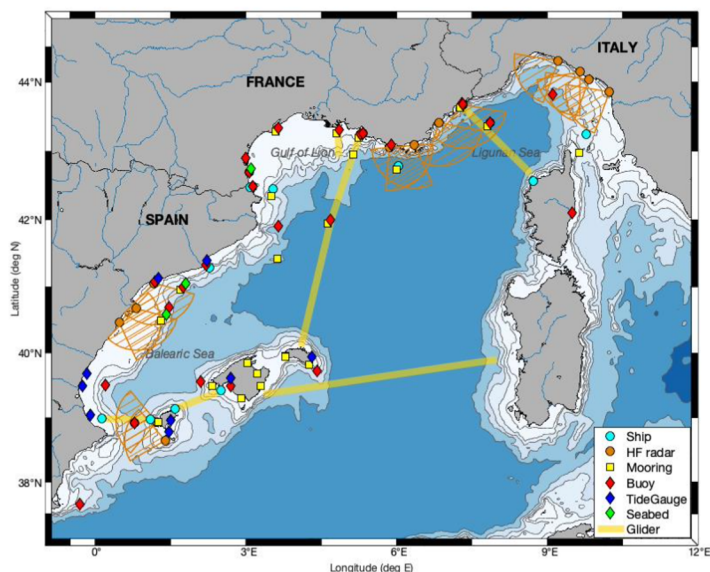 ITALY
44°N
FRANCE
Gulf of Lion
Ligurian Sea
42°N
SPAIN
Latitude (deg N)
40°N
Balearic Sea
38°N
Ship
HF radar
Mooring
Buoy
TideGauge
Seabed
Glider
0°
3°E
6°E
9°E
12°E
Longitude (deg E)